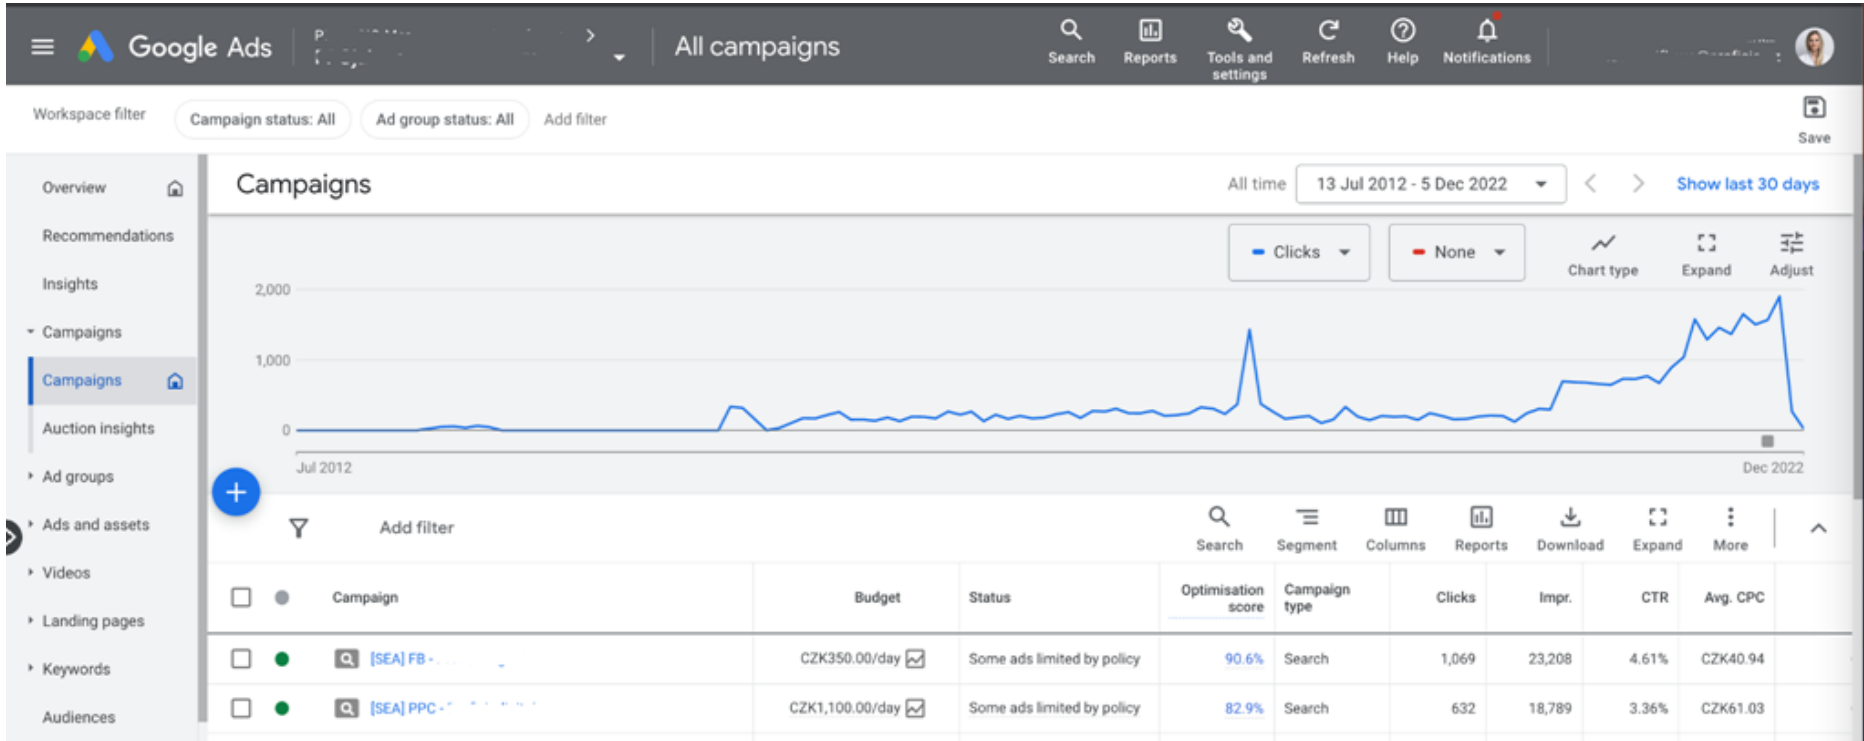 Google Ads
All campaigns
Search
Reports
Tools and
settings
Refresh
Help
Notifications
Workspace filter
Campaign status: All
Ad group status: All
Add filter
Save
Overview
Recommendations
Insights
Campaigns
Campaigns
Auction insights
Ad groups
Ads and assets
Videos
Landing pages
Keywords
Audiences
Campaigns
All time
13 Jul 2012 - 5 Dec 2022
Show last 30 days
Clicks
None
Chart type
Expand
Adjust
2,000
1,000
0
Jul 2012
Dec 2022
Add filter
Search
Segment
Columns
Reports
Download
Expand
More
Campaign Budget Status Optimisation score Campaign type Clicks Impr. CTR Avg. CPC
[SEA] FB - CZK350.00/day Some ads limited by policy 90.6% Search 1,069 23,208 4.61% CZK40.94
[SEA] PPC - CZK1,100.00/day Some ads limited by policy 82.9% Search 632 18,789 3.36% CZK61.03